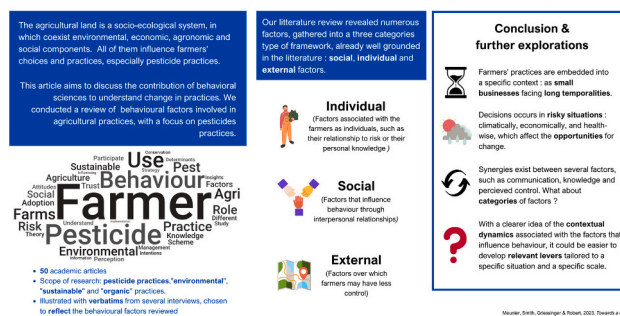 The agricultural land is a socio-ecological system, in
which coexist environmental, economic, agronomic and
social components. All of them influence farmers'
choices and practices, especially pesticide practices.
This article aims to discuss the contribution of behavioral
sciences to understand change in practices. We
conducted a review of behavioural factors involved in
agricultural practices, with a focus on pesticides
practices.
Conservation
Participate
Use
Determinants
Sustainable
Strategy
Pest
Influencing
Agriculture
Behaviour
Insights
Attitudes
Trust
Factors
Social
Farmer
Agri
Adoption
Farms
Role
Understand
Different
Risk
Pesticide
Practice
Study
Theory
Knowledge
Scheme
Environmental
Management
Intentions
Information
Perception
• 50 academic articles
• Scope of research: pesticide practices,"environmental",
"sustainable" and "organic" practices.
• Illustrated with verbatims from several interviews, chosen
to reflect the behavioural factors reviewed
Our litterature review revealed numerous
factors, gathered into a three categories
type of framework, already well grounded
in the litterature : social, individual and
external factors.
Individual
(Factors associated with the
farmers as individuals, such as
their relationship to risk or their
personal knowledge )
Social
(Factors that influence
behaviour through
interpersonal relationships)
External
(Factors over which
farmers may have less
control)
Conclusion &
further explorations
Farmers' practices are embedded into
a specific context : as small
businesses facing long temporalities.
Decisions occurs in risky situations :
climatically, economically, and health-
wise, which affect the opportunities for
change.
Synergies exist between several factors,
such as communication, knowledge and
percieved control. What about
categories of factors ?
With a clearer idea of the contextual
dynamics associated with the factors that
influence behaviour, it could be easier to
develop relevant levers tailored to a
specific situation and a specific scale.
Meunier, Smith, Griessinger & Robert, 2023. Towards a